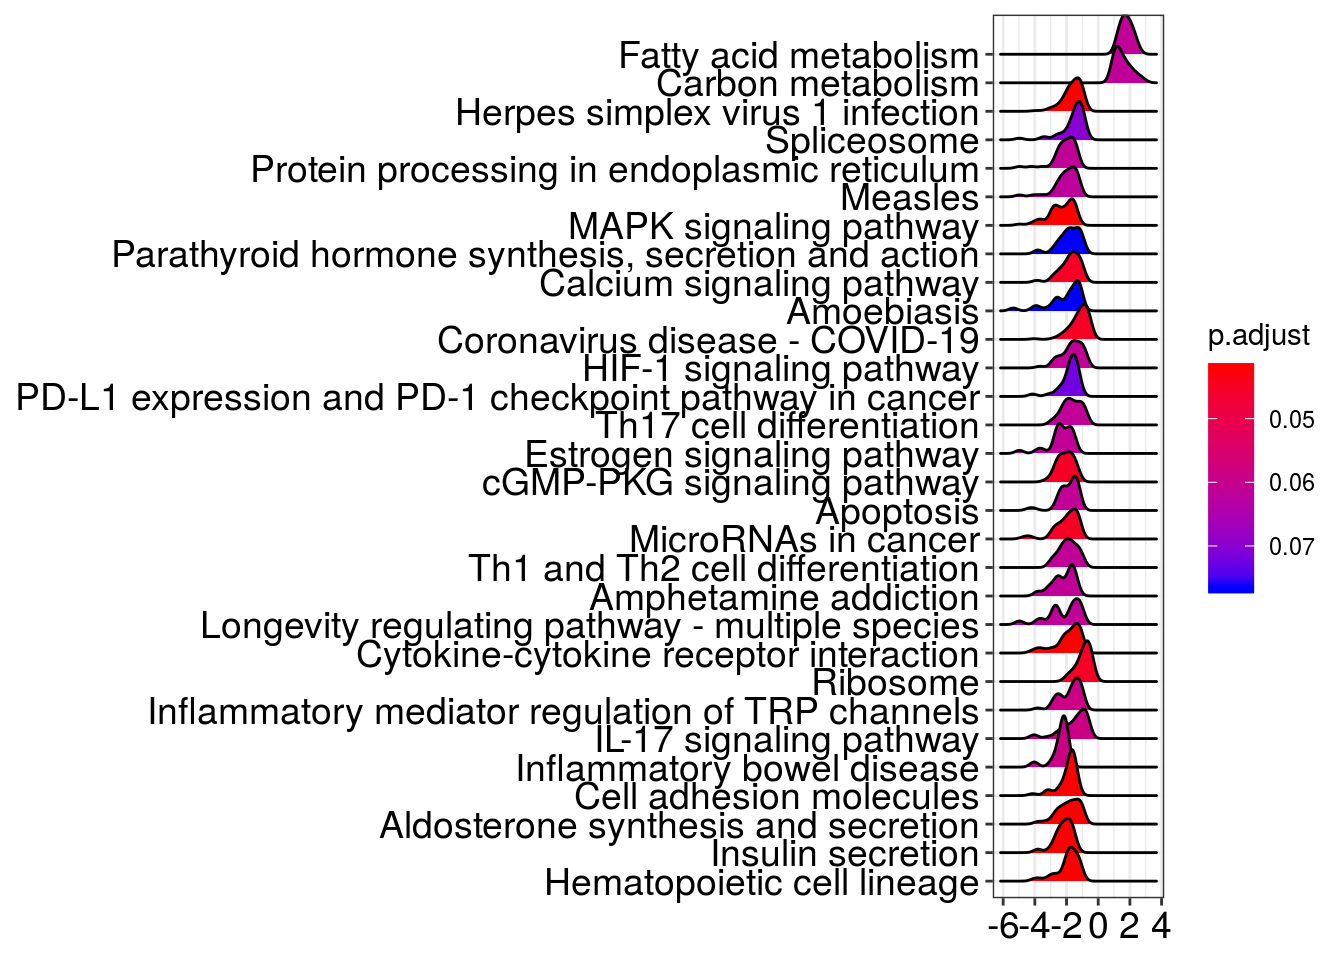 Fatty acid metabolism
Carbon metabolism
Herpes simplex virus 1 infection
Spliceosome
Protein processing in endoplasmic reticulum
Measles
MAPK signaling pathway
Parathyroid hormone synthesis, secretion and action
Calcium signaling pathway
Amoebiasis
Coronavirus disease - COVID-19
HIF-1 signaling pathway
PD-L1 expression and PD-1 checkpoint pathway in cancer
Th17 cell differentiation
Estrogen signaling pathway
cGMP-PKG signaling pathway
Apoptosis
MicroRNAs in cancer
Th1 and Th2 cell differentiation
Amphetamine addiction
Longevity regulating pathway - multiple species
Cytokine-cytokine receptor interaction
Ribosome
Inflammatory mediator regulation of TRP channels
IL-17 signaling pathway
Inflammatory bowel disease
Cell adhesion molecules
Aldosterone synthesis and secretion
Insulin secretion
Hematopoietic cell lineage
-6 -4 -2 0 2 4
p.adjust
0.05
0.06
0.07